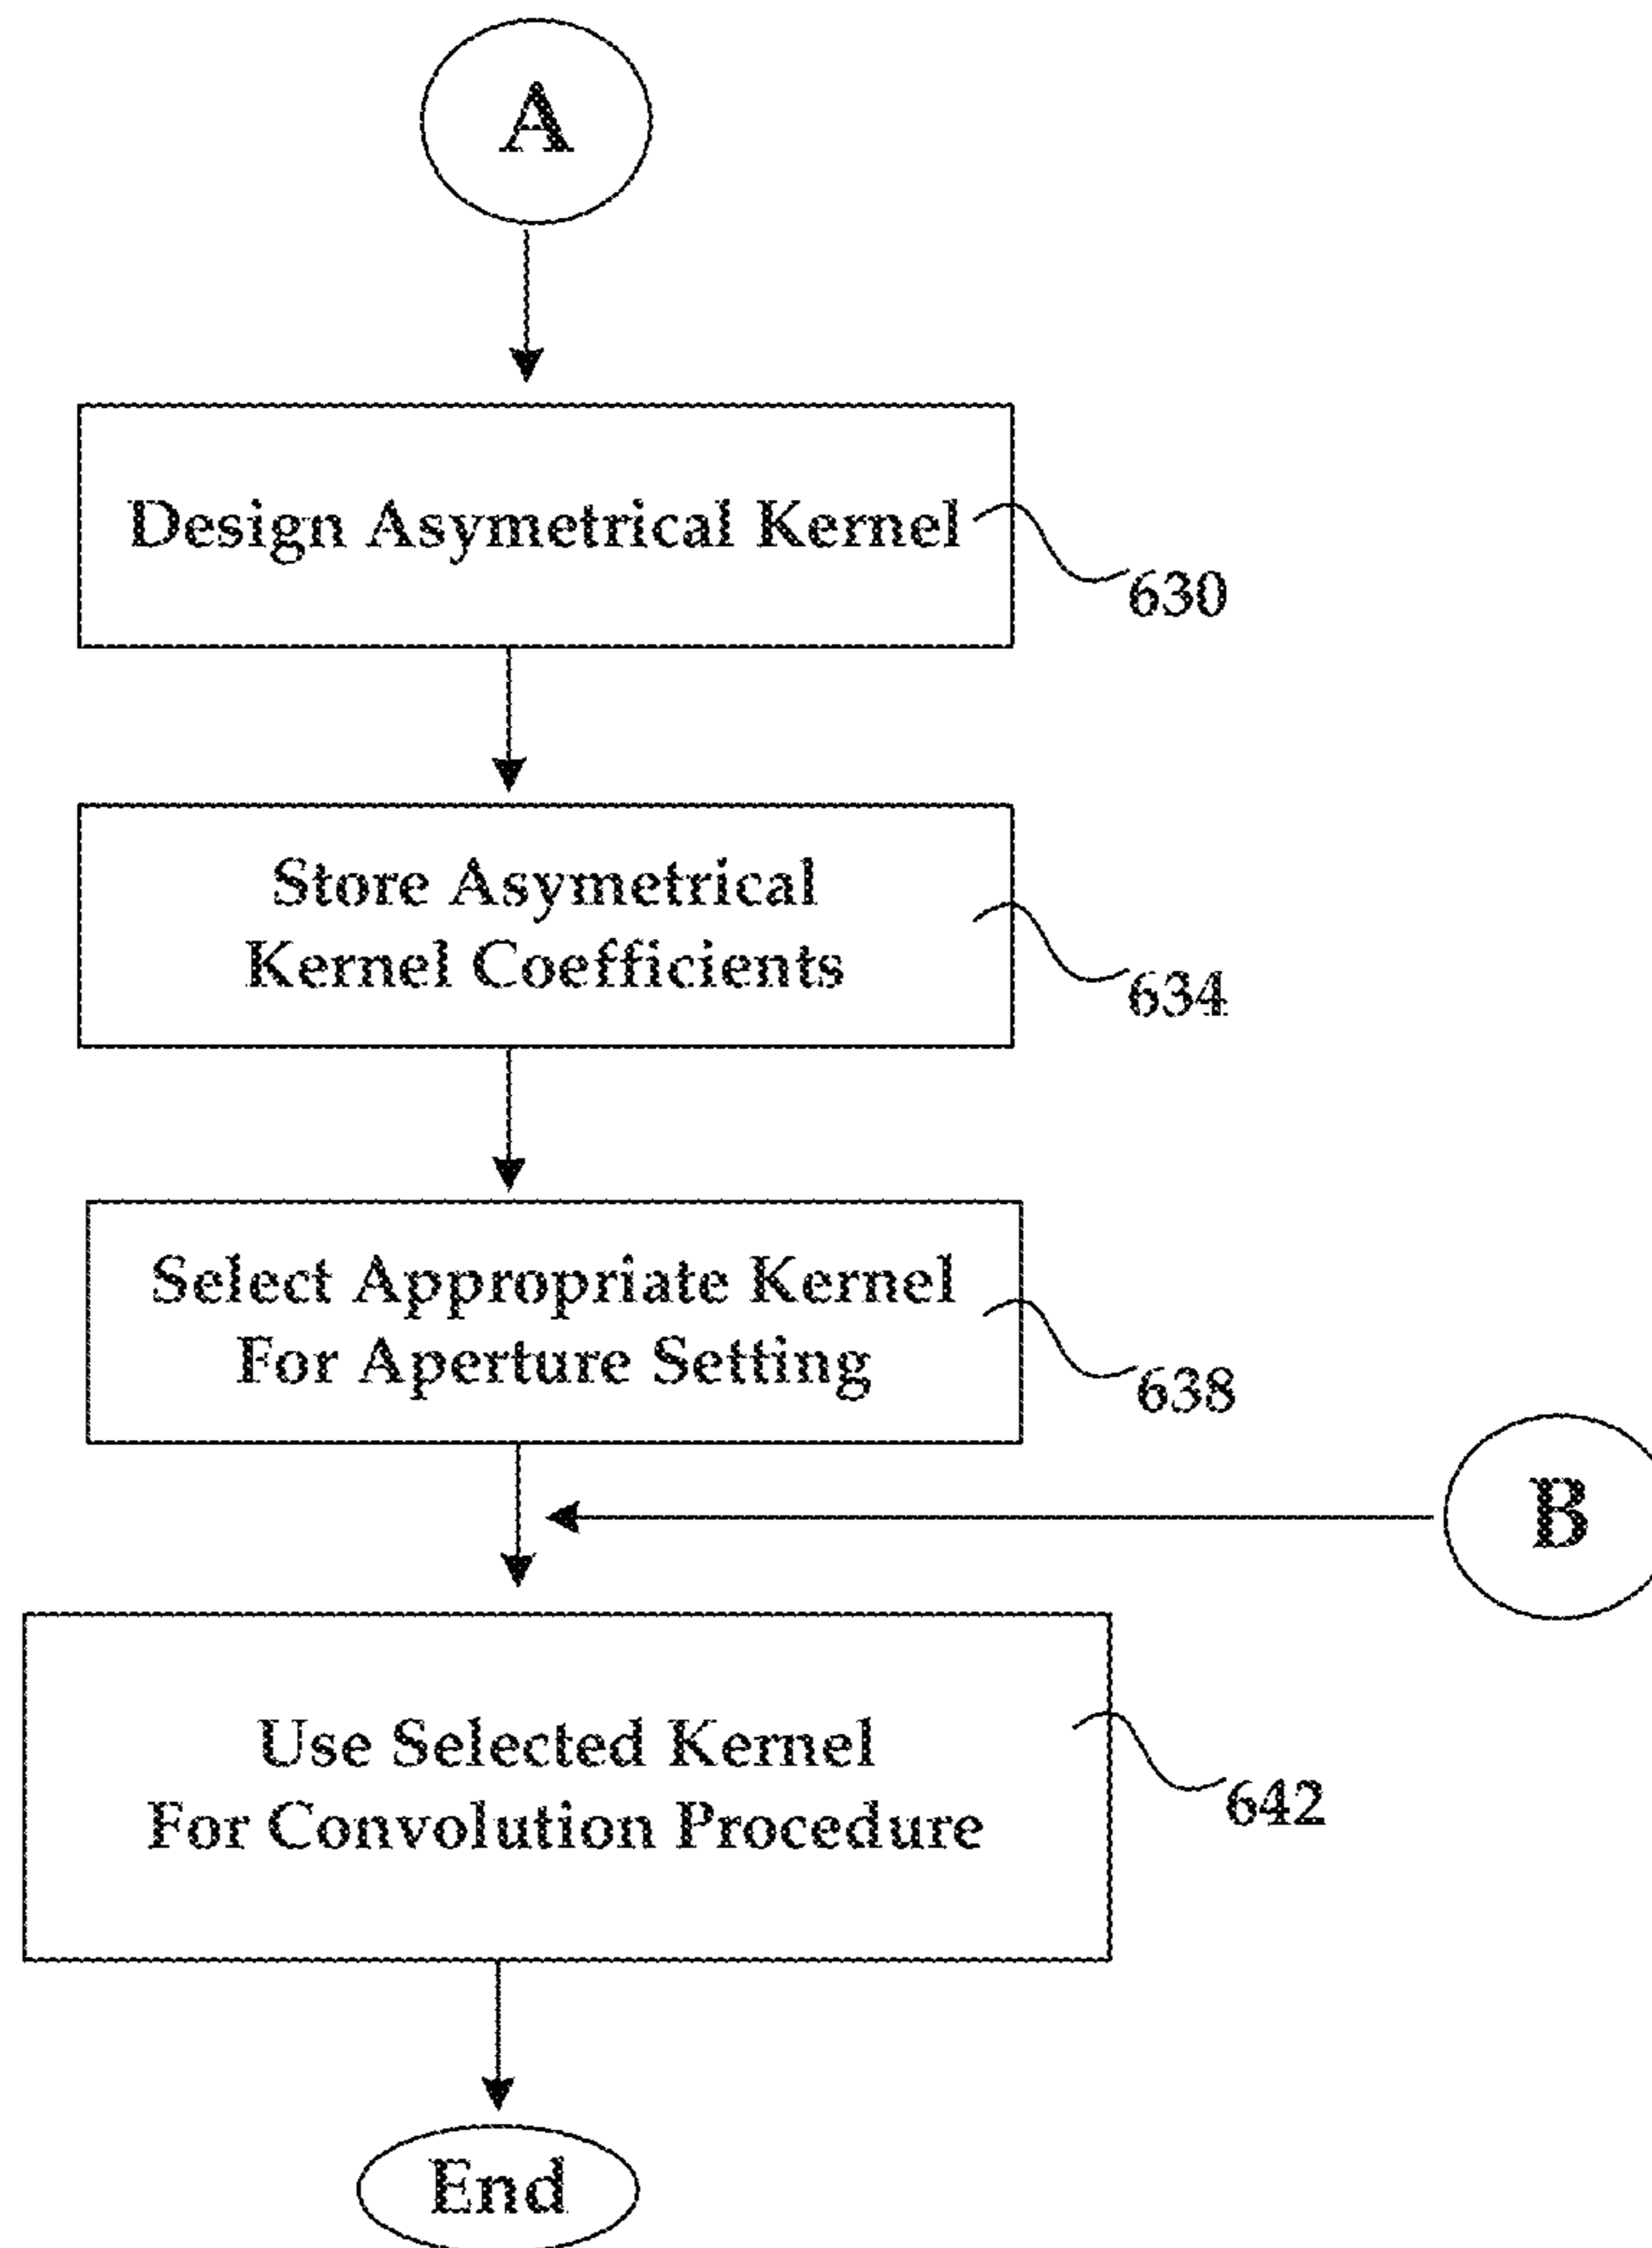 A
Design Asymetrical Kernel
630
Store Asymetrical
Kernel Coefficients
634
Select Appropriate Kernel
For Aperture Setting
638
B
Use Selected Kernel
For Convolution Procedure
642
End